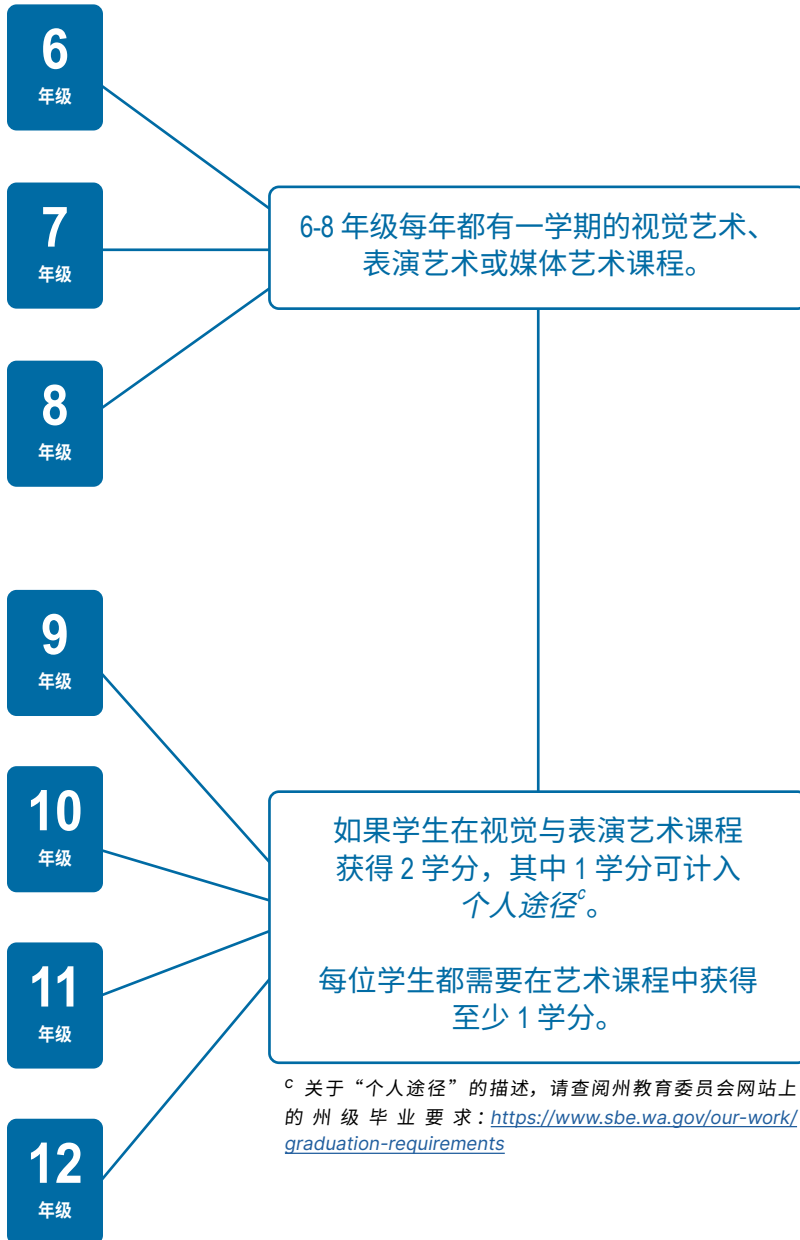 6
年级
7
年级
8
年级
6-8 年级每年都有一学期的视觉艺术、
表演艺术或媒体艺术课程。
9
年级
10
年级
11
年级
12
年级
如果学生在视觉与表演艺术课程
获得 2 学分，其中 1 学分可计入
个人途径c。
每位学生都需要在艺术课程中获得
至少 1 学分。
c 关于“个人途径”的描述，请查阅州教育委员会网站上
的州级毕业要求：https://www.sbe.wa.gov/our-work/
graduation-requirements